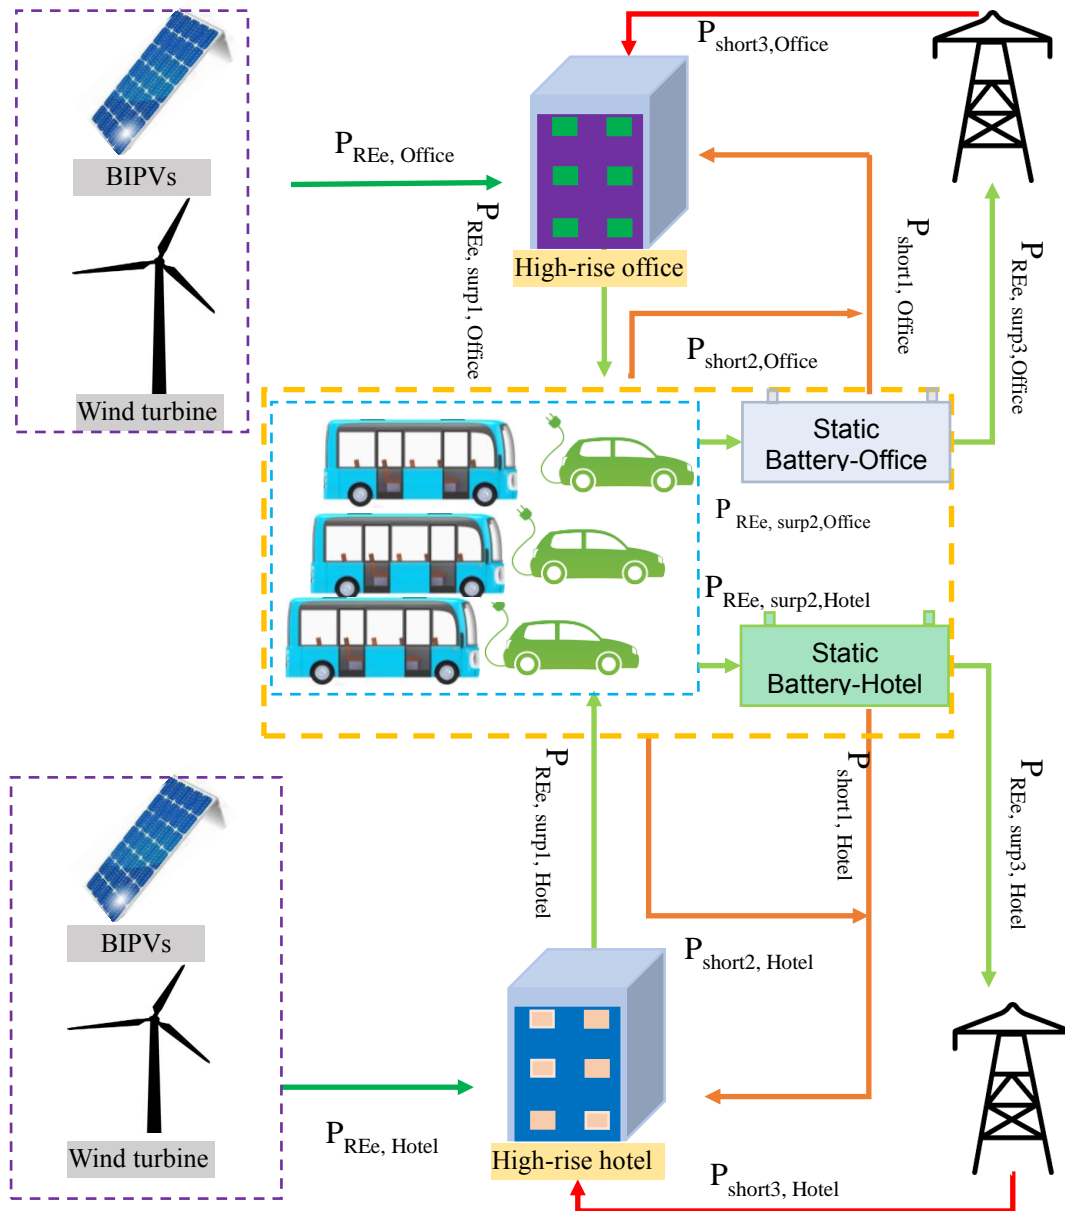 P short3,Office
P REe, Office
BIPVs
P REe, surp1, Office
High-rise office
P short1, Office
P REe, surp3,Office
P short2,Office
Wind turbine
Static
Battery-Office
P REe, surp2,Office
P REe, surp2,Hotel
Static
Battery-Hotel
P REe, surp1, Hotel
P short1, Hotel
P REe, surp3, Hotel
BIPVs
P short2, Hotel
P REe, Hotel
Wind turbine
High-rise hotel
P short3, Hotel